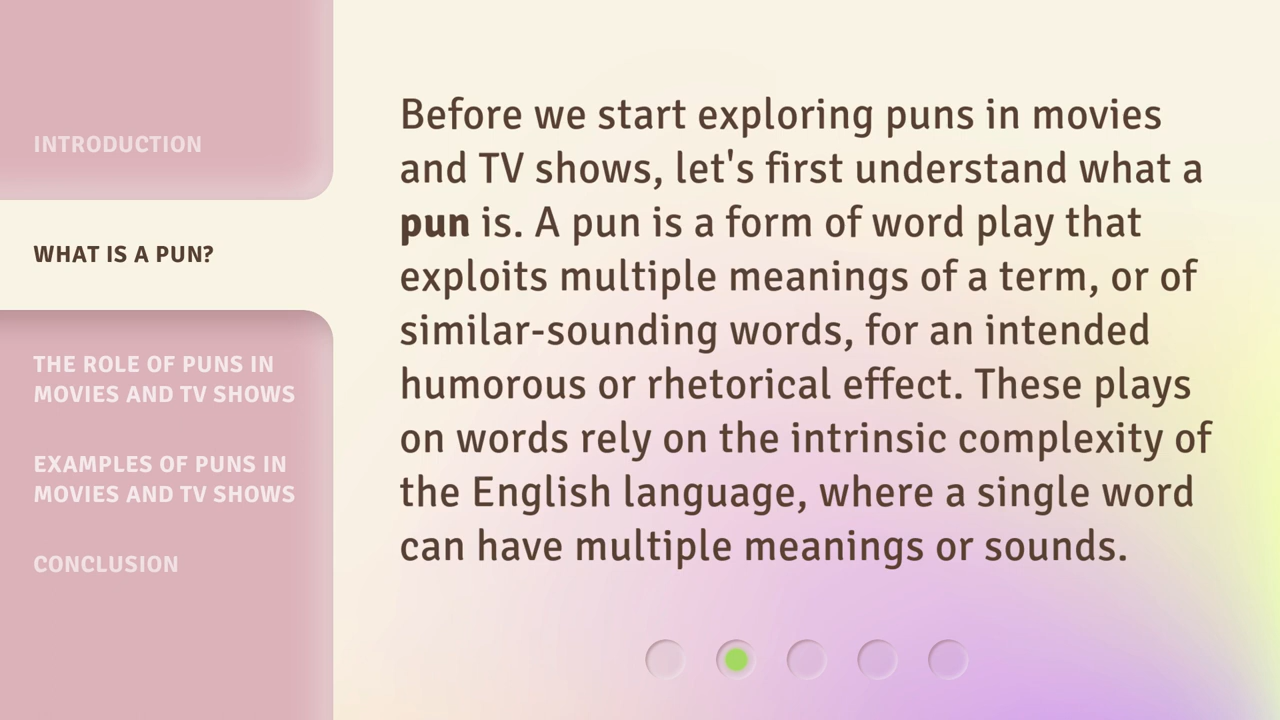 INTRODUCTION
WHAT IS A PUN?
THE ROLE OF PUNS IN
MOVIES AND TV SHOWS
EXAMPLES OF PUNS IN
MOVIES AND TV SHOWS
CONCLUSION
Before we start exploring puns in movies
and TV shows, let's first understand what a
pun is. A pun is a form of word play that
exploits multiple meanings of a term, or of
similar-sounding words, for an intended
humorous or rhetorical effect. These plays
on words rely on the intrinsic complexity of
the English language, where a single word
can have multiple meanings or sounds.